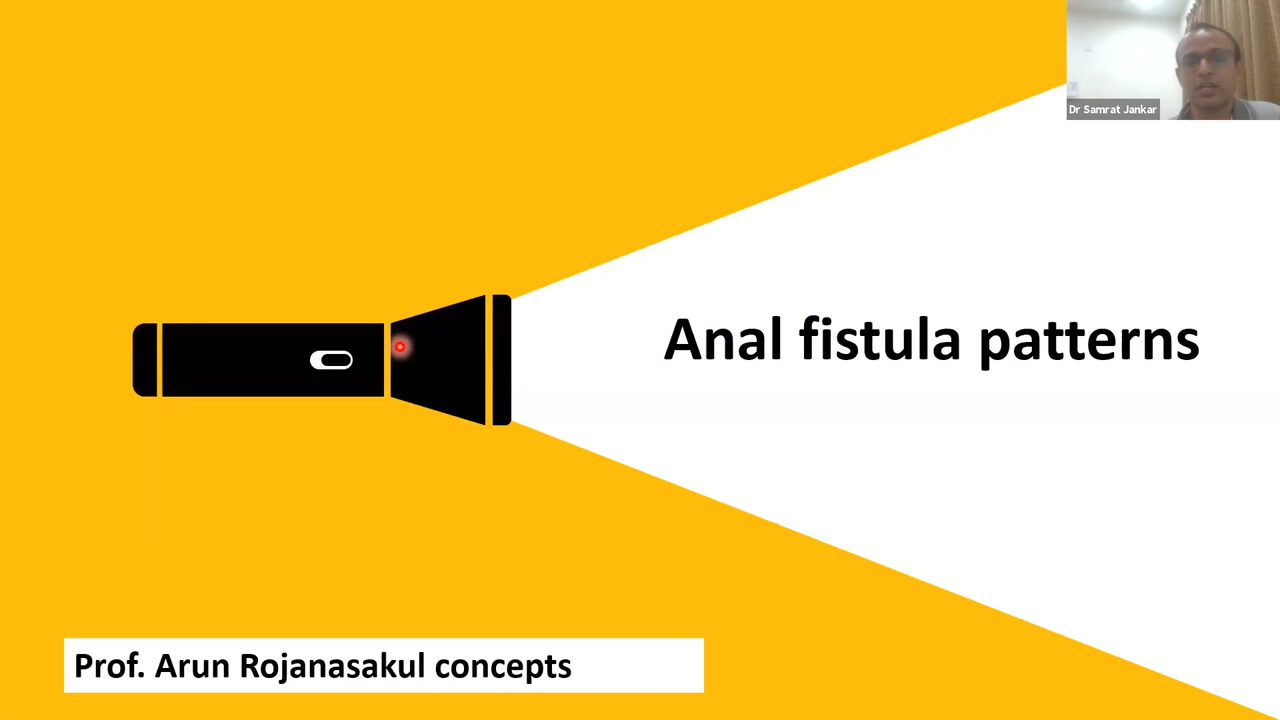 Dr Samrat Jankar
Anal fistula patterns
Prof. Arun Rojanasakul concepts